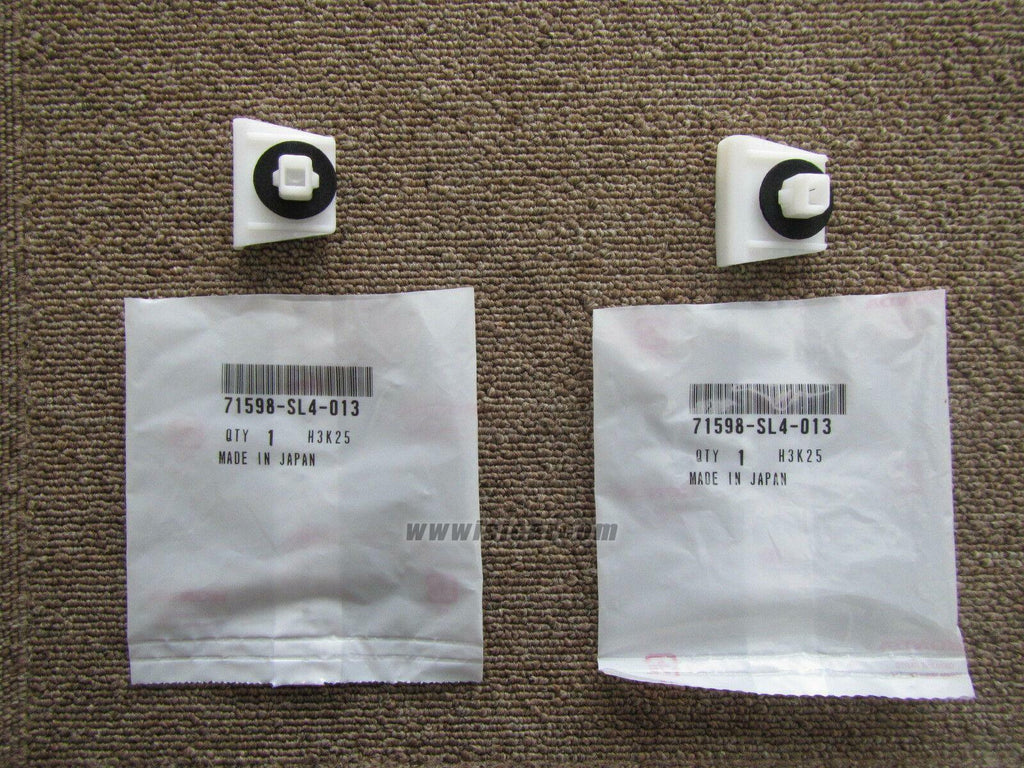 71598-SL4-013
QTY 1 H3K25
MADE IN JAPAN
71598-SL4-013
QTY 1 H3K25
MADE IN JAPAN